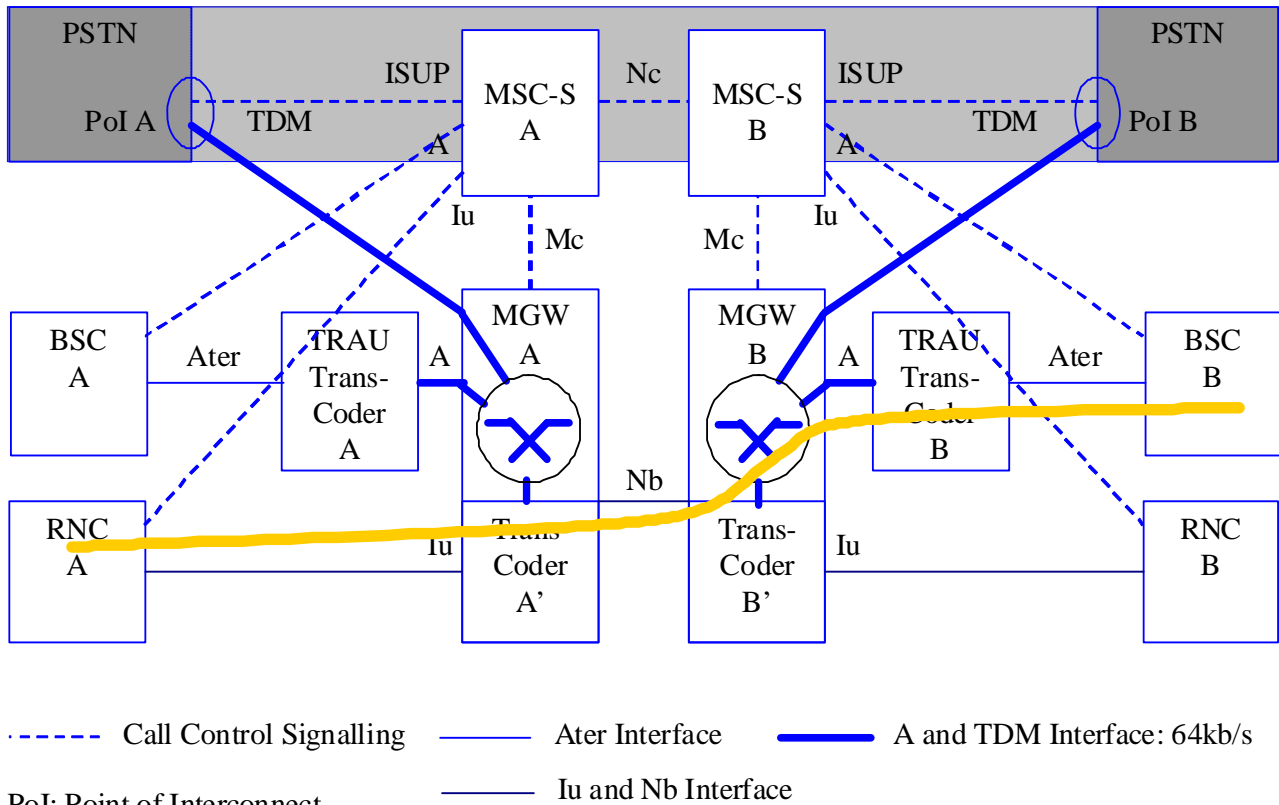 PSTN
PSTN
ISUP
Nc
ISUP
MSC-S
A
MSC-S
B
PoI A
TDM
TDM
PoI B
A
A
Iu
Iu
Mc
Mc
BSC
A
Ater
TRAU
Trans-
Coder
A
A
MGW
A
MGW
B
A
TRAU
Trans-
Coder
B
Ater
BSC
B
Nb
RNC
A
Iu
Trans-
Coder
A’
Trans-
Coder
B’
Iu
RNC
B
Call Control Signalling
Ater Interface
A and TDM Interface: 64kb/s
PoI: Point of Interconnect
Iu and Nb Interface